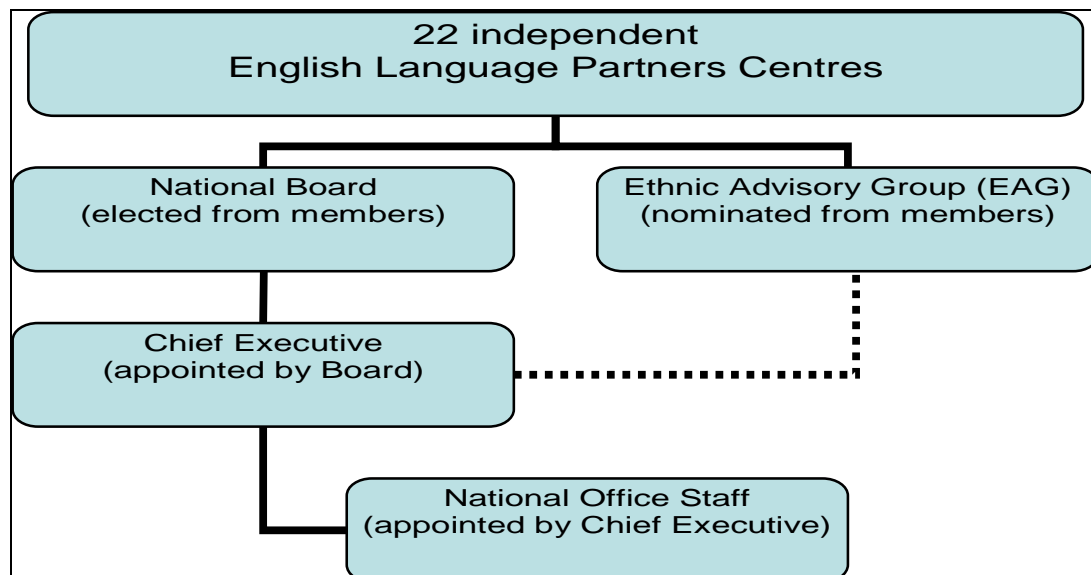 22 independent
English Language Partners Centres
National Board
(elected from members)
Ethnic Advisory Group (EAG)
(nominated from members)
Chief Executive
(appointed by Board)
National Office Staff
(appointed by Chief Executive)